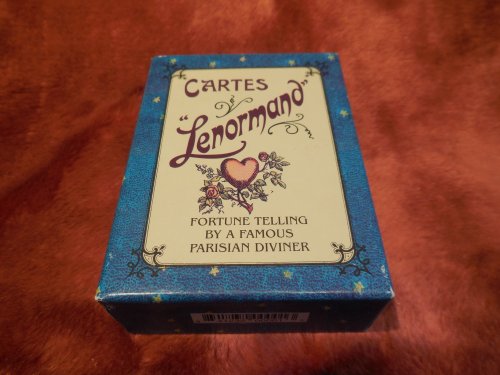 CARTES
"Lenormand"
FORTUNE TELLING
BY A FAMOUS
PARISIAN DIVINER